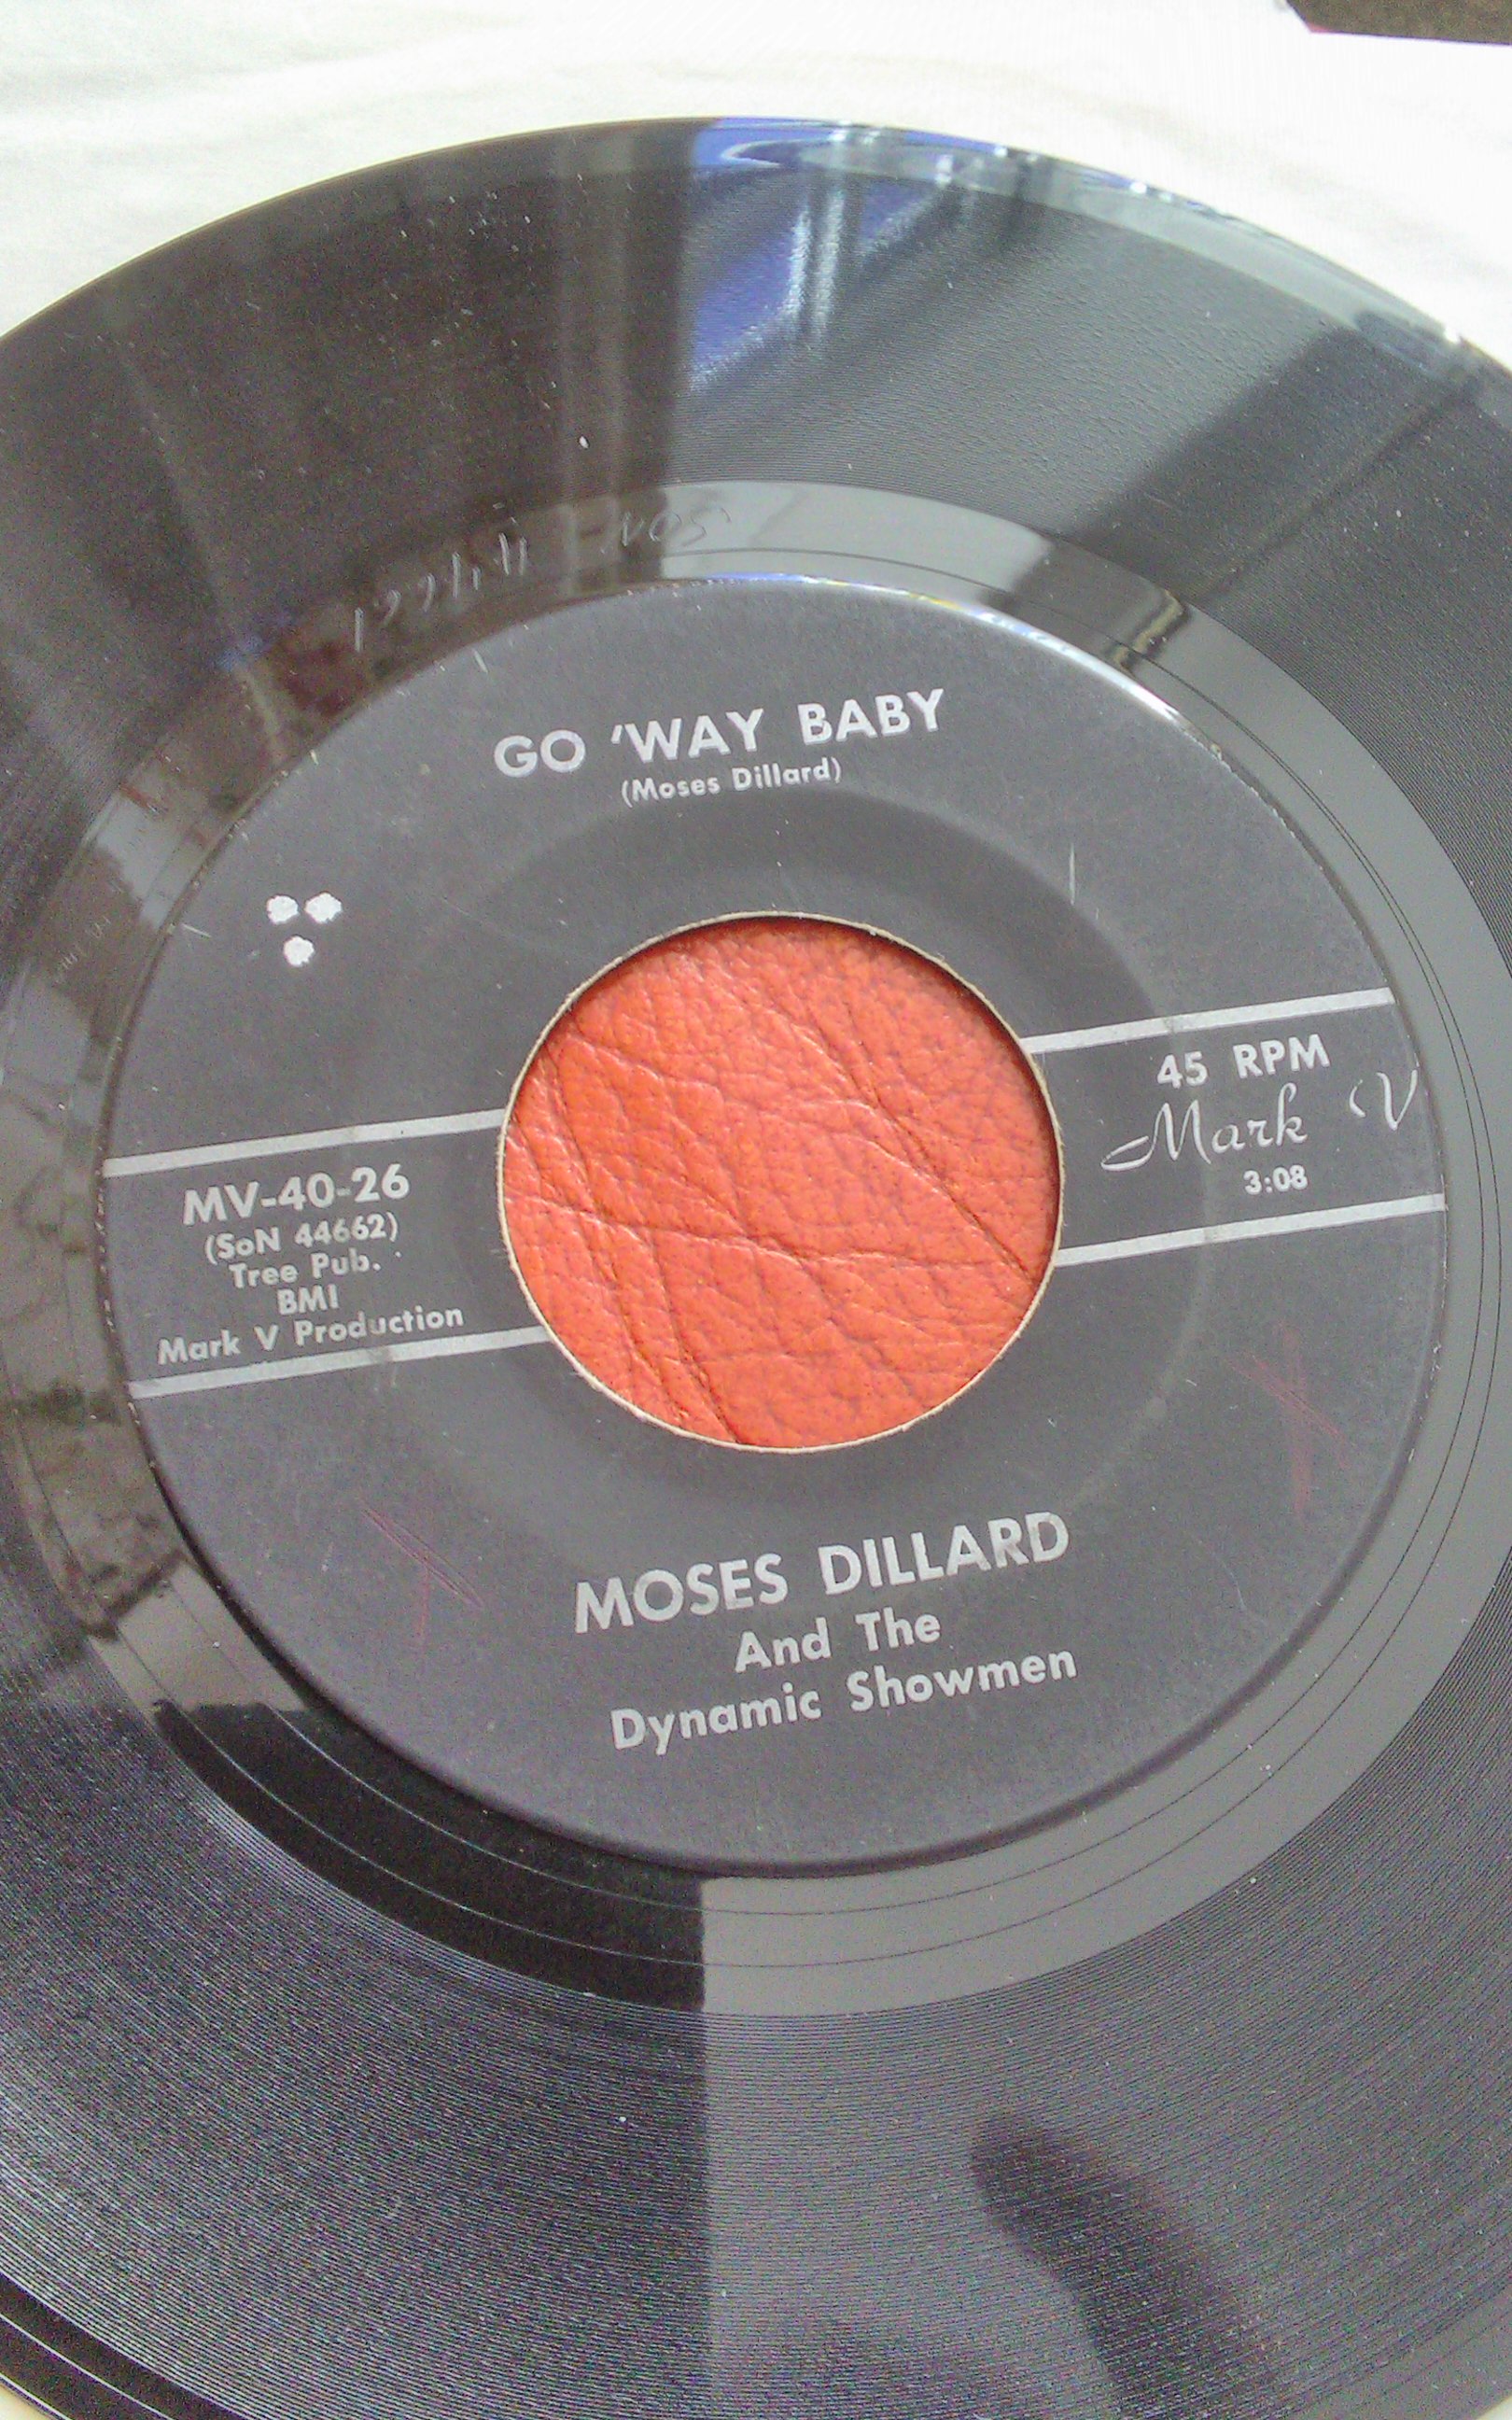 GO 'WAY BABY
(Moses Dillard)
45 RPM
Mark V
3:08
MV-40-26
(SoN 44662)
Tree Pub.
BMI
Mark V Production
MOSES DILLARD
And The
Dynamic Showmen